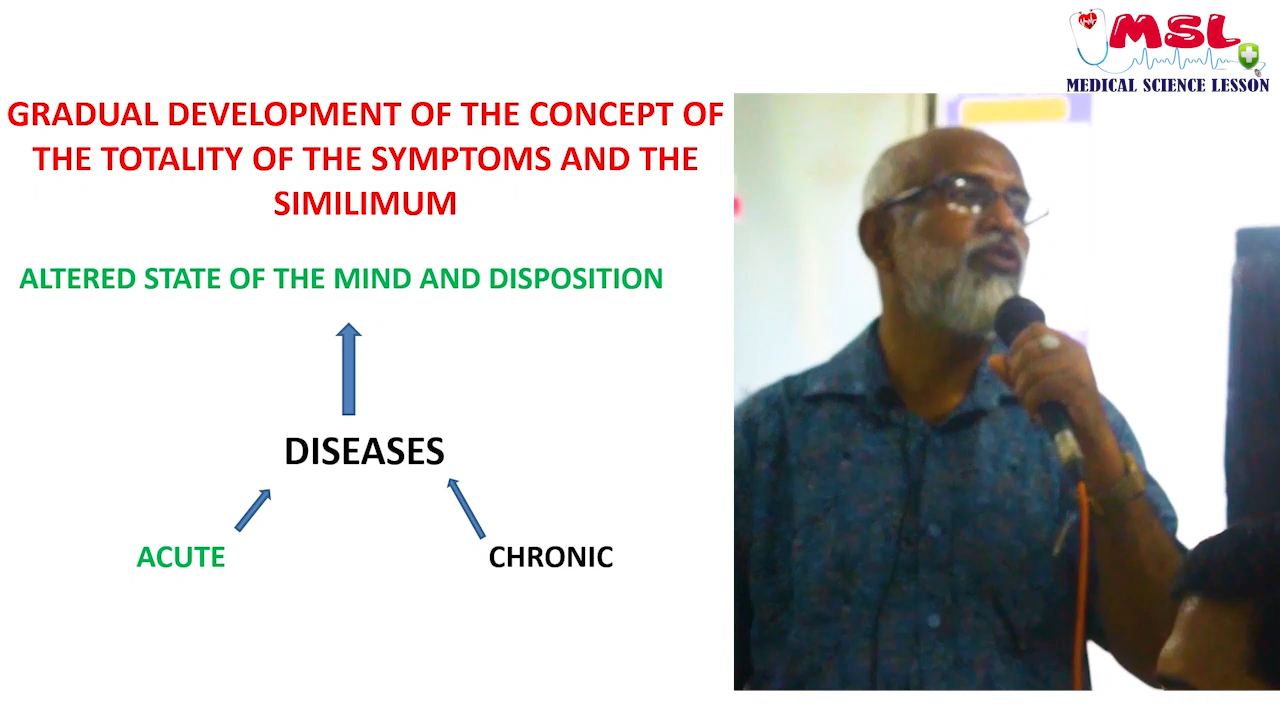 MSL
MEDICAL SCIENCE LESSON
GRADUAL DEVELOPMENT OF THE CONCEPT OF
THE TOTALITY OF THE SYMPTOMS AND THE
SIMILIMUM
ALTERED STATE OF THE MIND AND DISPOSITION
DISEASES
ACUTE
CHRONIC